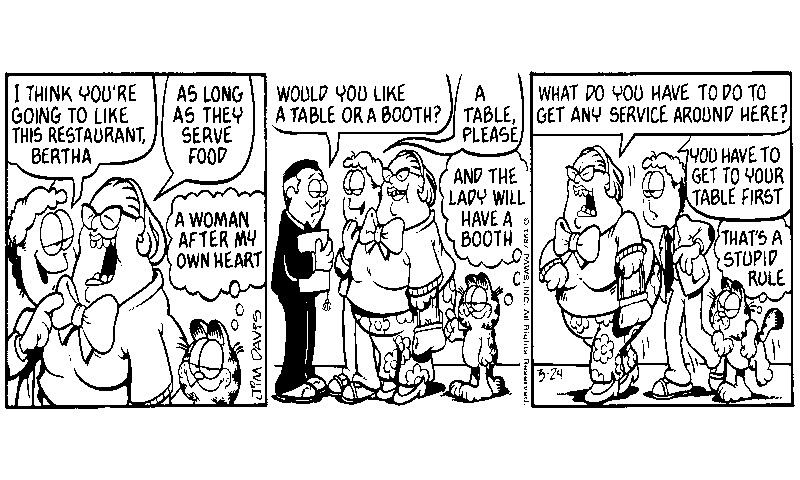 I THINK YOU'RE
GOING TO LIKE
THIS RESTAURANT,
BERTHA
AS LONG
AS THEY
SERVE
FOOD
A WOMAN
AFTER MY
OWN HEART
JIM DAVIS
WOULD YOU LIKE
A TABLE OR A BOOTH?
A
TABLE,
PLEASE
AND THE
LADY WILL
HAVE A
BOOTH
© 1987 PAWS, INC. All Rights Reserved.
WHAT DO YOU HAVE TO DO TO
GET ANY SERVICE AROUND HERE?
YOU HAVE TO
GET TO YOUR
TABLE FIRST
THAT'S A
STUPID
RULE
3-24